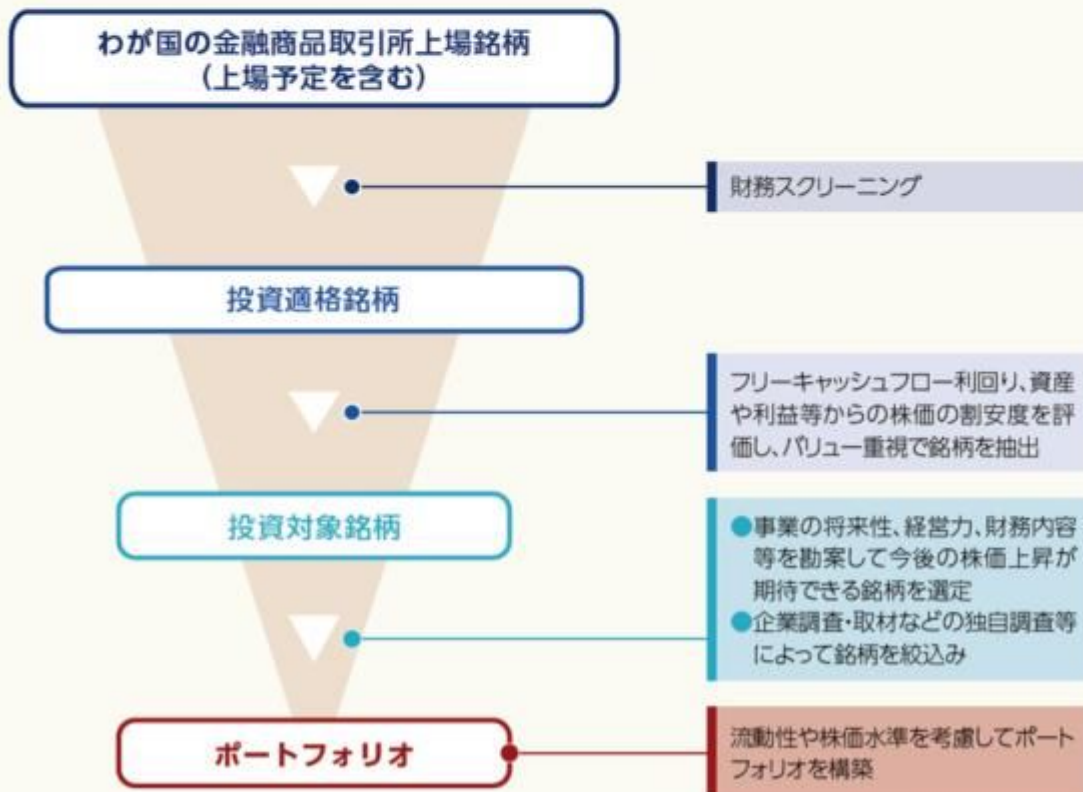 わが国の金融商品取引所上場銘柄
（上場予定を含む）
財務スクリーニング
投資適格銘柄
フリーキャッシュフロー利回り、資産
や利益等からの株価の割安度を評
価し、バリュー重視で銘柄を抽出
投資対象銘柄
●事業の将来性、経営力、財務内容
等を勘案して今後の株価上昇が
期待できる銘柄を選定
●企業調査・取材などの独自調査等
によって銘柄を絞込み
ポートフォリオ
流動性や株価水準を考慮してポート
フォリオを構築